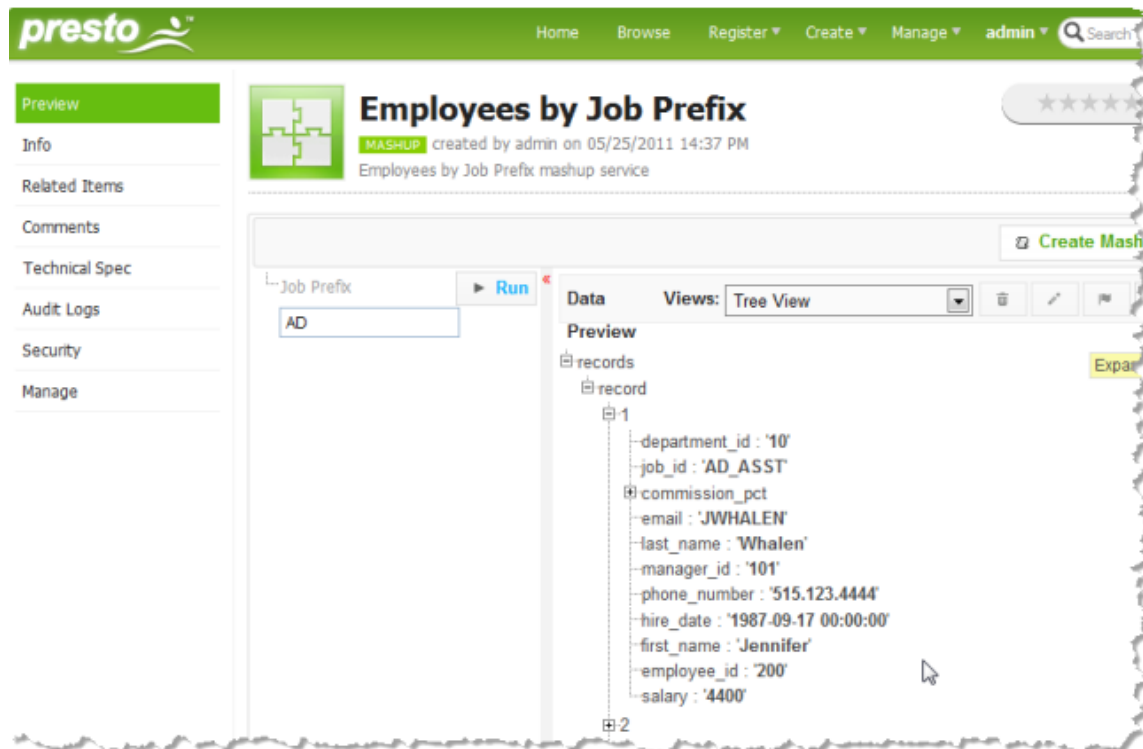 presto
Home Browse Register Create Manage admin Search
Preview
Info
Related Items
Comments
Technical Spec
Audit Logs
Security
Manage
Employees by Job Prefix
MASHUP created by admin on 05/25/2011 14:37 PM
Employees by Job Prefix mashup service
Create Mash
Job Prefix
Run
AD
Data Views: Tree View
Preview
Expan
records
record
1
department_id : '10'
job_id : 'AD_ASST'
commission_pct
email : 'JWHALEN'
last_name : 'Whalen'
manager_id : '101'
phone_number : '515.123.4444'
hire_date : '1987-09-17 00:00:00'
first_name : 'Jennifer'
employee_id : '200'
salary : '4400'
2